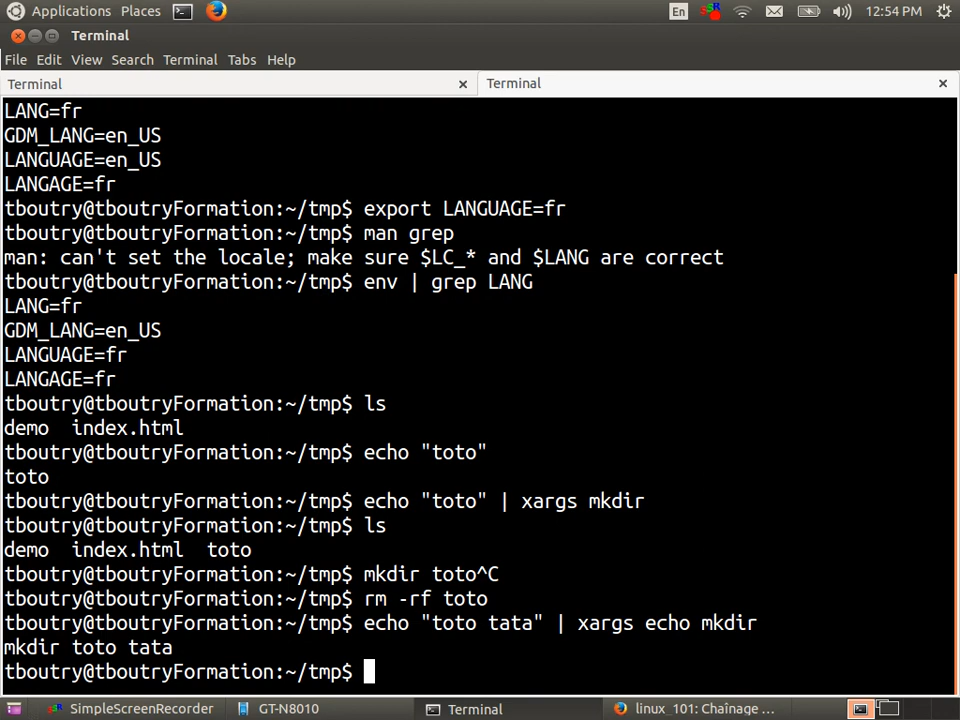 Applications Places En 12:54 PM
Terminal
File Edit View Search Terminal Tabs Help
Terminal Terminal
LANG=fr
GDM_LANG=en_US
LANGUAGE=en_US
LANGAGE=fr
tboutry@tboutryFormation:~/tmp$ export LANGUAGE=fr
tboutry@tboutryFormation:~/tmp$ man grep
man: can't set the locale; make sure $LC_* and $LANG are correct
tboutry@tboutryFormation:~/tmp$ env | grep LANG
LANG=fr
GDM_LANG=en_US
LANGUAGE=fr
LANGAGE=fr
tboutry@tboutryFormation:~/tmp$ ls
demo  index.html
tboutry@tboutryFormation:~/tmp$ echo "toto"
toto
tboutry@tboutryFormation:~/tmp$ echo "toto" | xargs mkdir
tboutry@tboutryFormation:~/tmp$ ls
demo  index.html  toto
tboutry@tboutryFormation:~/tmp$ mkdir toto^C
tboutry@tboutryFormation:~/tmp$ rm -rf toto
tboutry@tboutryFormation:~/tmp$ echo "toto tata" | xargs echo mkdir
mkdir toto tata
tboutry@tboutryFormation:~/tmp$
SimpleScreenRecorder GT-N8010 Terminal linux_101: Chaînage ...